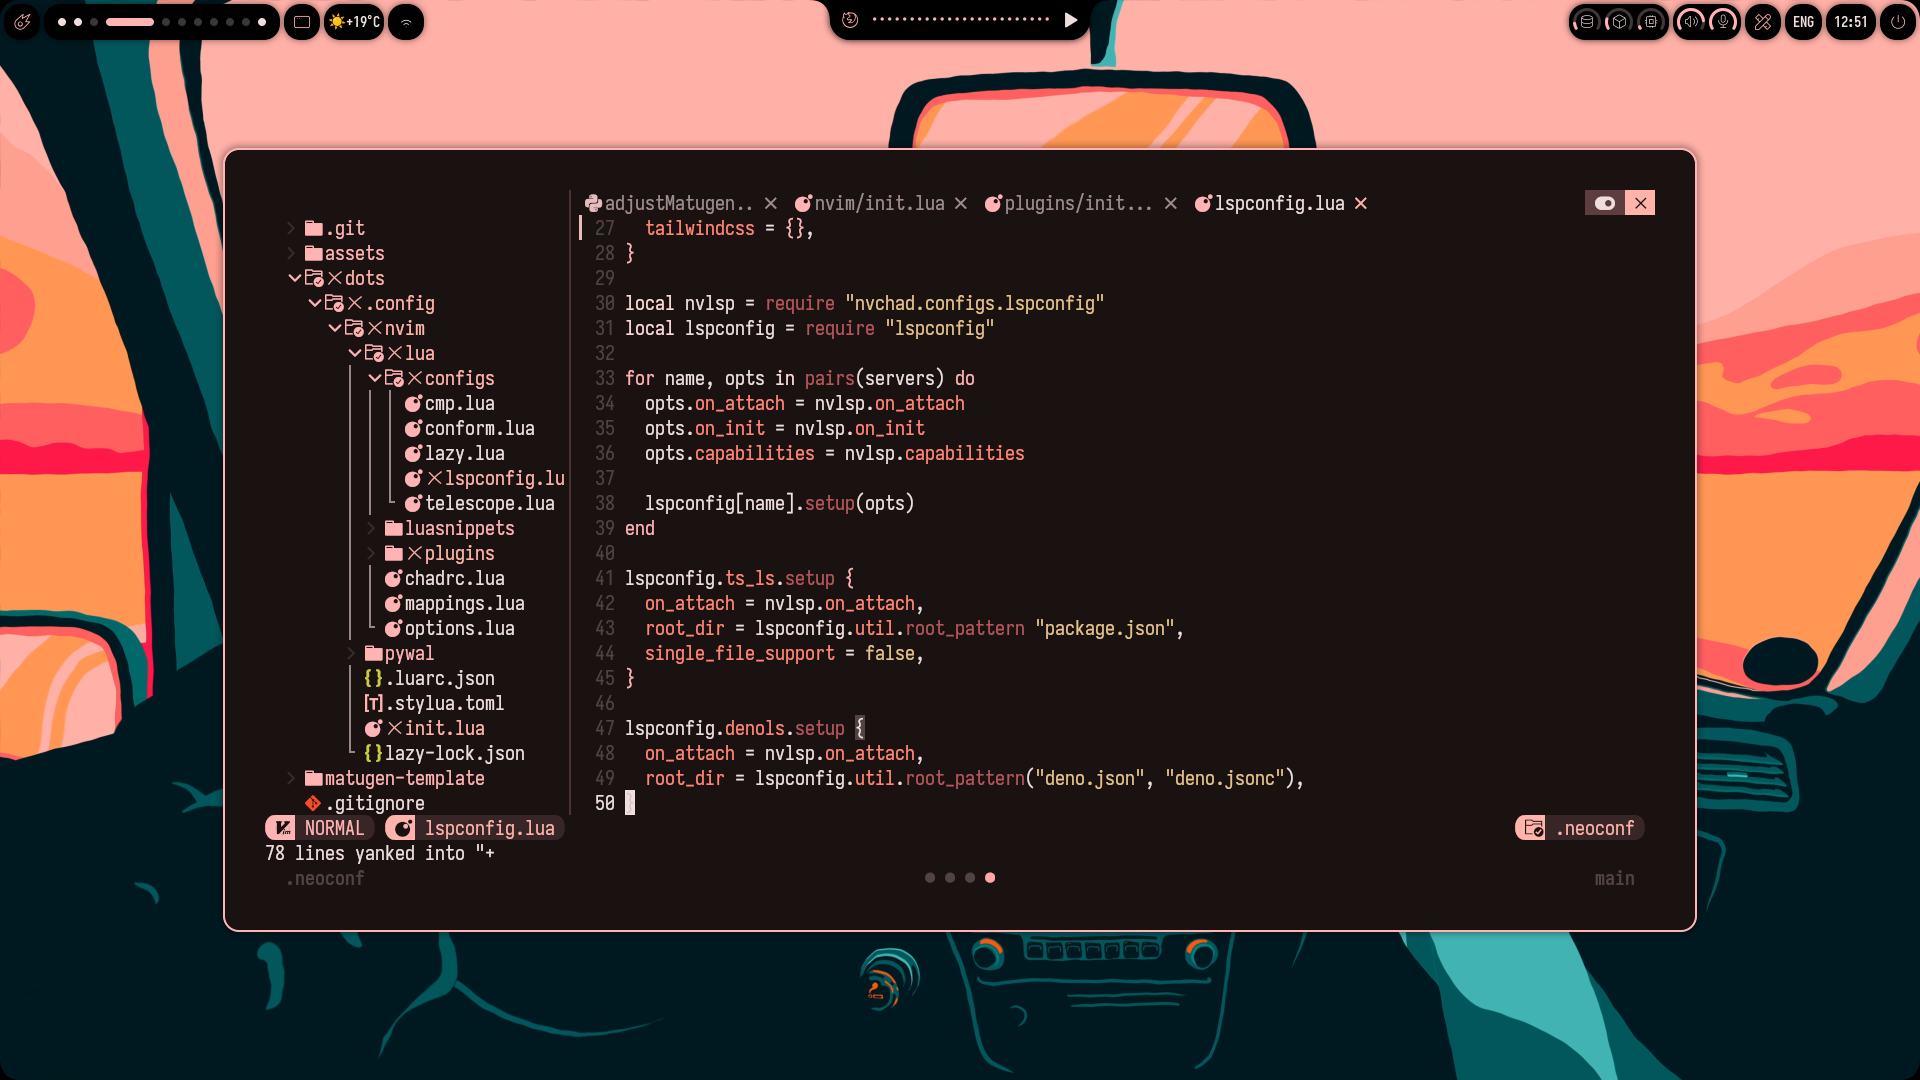 +19°C
ENG
12:51
adjustMatugen..
nvim/init.lua
plugins/init...
lspconfig.lua
.git
assets
dots
.config
nvim
lua
configs
cmp.lua
conform.lua
lazy.lua
lspconfig.lu
telescope.lua
luasnippets
plugins
chadrc.lua
mappings.lua
options.lua
pywal
.luarc.json
.stylua.toml
init.lua
lazy-lock.json
matugen-template
.gitignore
27 tailwindcss = {},
28 }
29
30 local nvlsp = require "nvchad.configs.lspconfig"
31 local lspconfig = require "lspconfig"
32
33 for name, opts in pairs(servers) do
34 opts.on_attach = nvlsp.on_attach
35 opts.on_init = nvlsp.on_init
36 opts.capabilities = nvlsp.capabilities
37
38 lspconfig[name].setup(opts)
39 end
40
41 lspconfig.ts_ls.setup {
42 on_attach = nvlsp.on_attach,
43 root_dir = lspconfig.util.root_pattern "package.json",
44 single_file_support = false,
45 }
46
47 lspconfig.denols.setup {
48 on_attach = nvlsp.on_attach,
49 root_dir = lspconfig.util.root_pattern("deno.json", "deno.jsonc"),
50 }
NORMAL
lspconfig.lua
.neoconf
78 lines yanked into "+
.neoconf
main